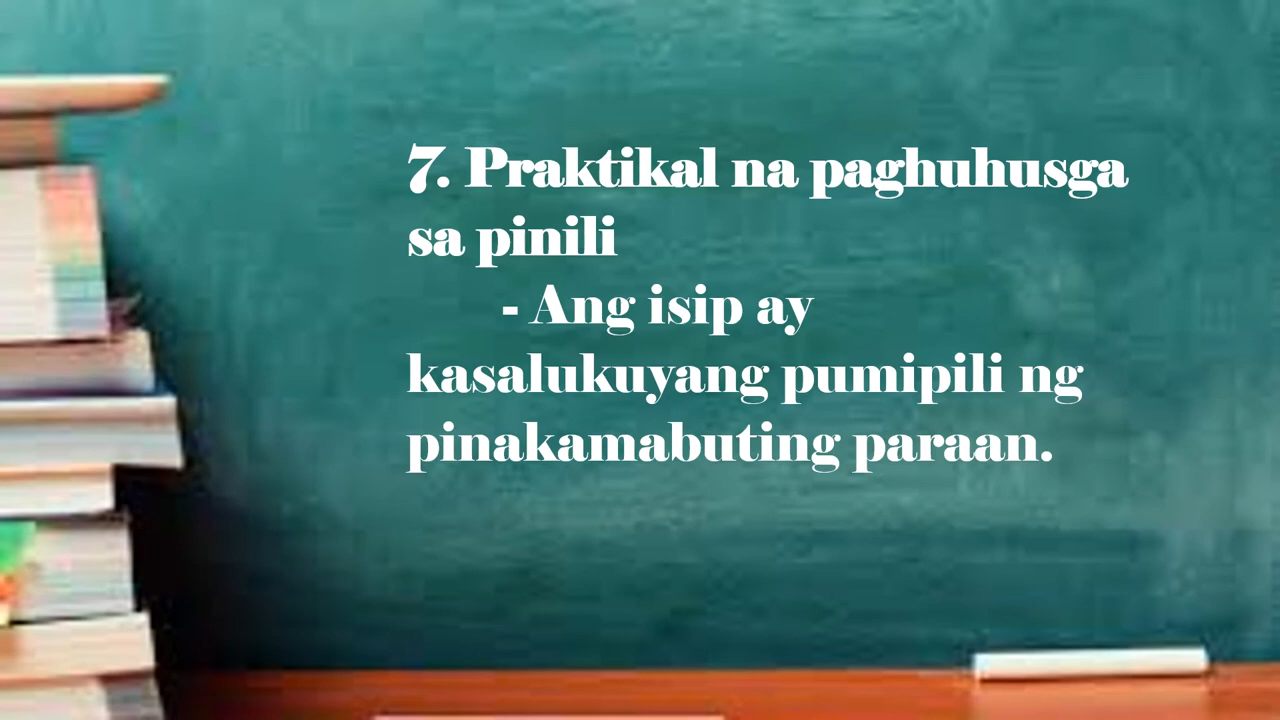 7. Praktikal na paghuhusga
sa pinili
- Ang isip ay
kasalukuyang pumipili ng
pinakamabuting paraan.